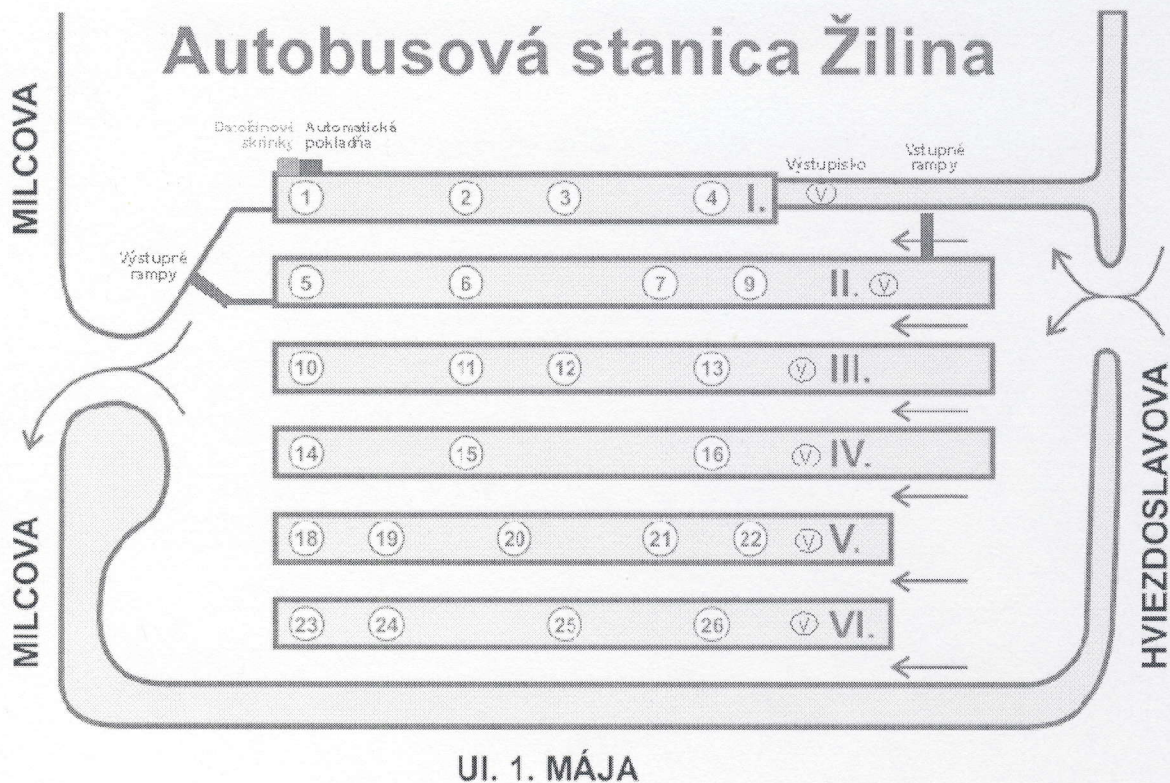 Autobusová stanica Žilina
MILCOVA
Automatická
skrinky pokladňa
Výstupisko
Vstupné
rampy
1 2 3 4 I. V
Výstupné
rampy
5 6 7 9 II. V
10 11 12 13 V III.
14 15 16 V IV.
18 19 20 21 22 V V.
23 24 25 26 V VI.
MILCOVA
HVIEZDOSLAVOVA
Ul. 1. MÁJA